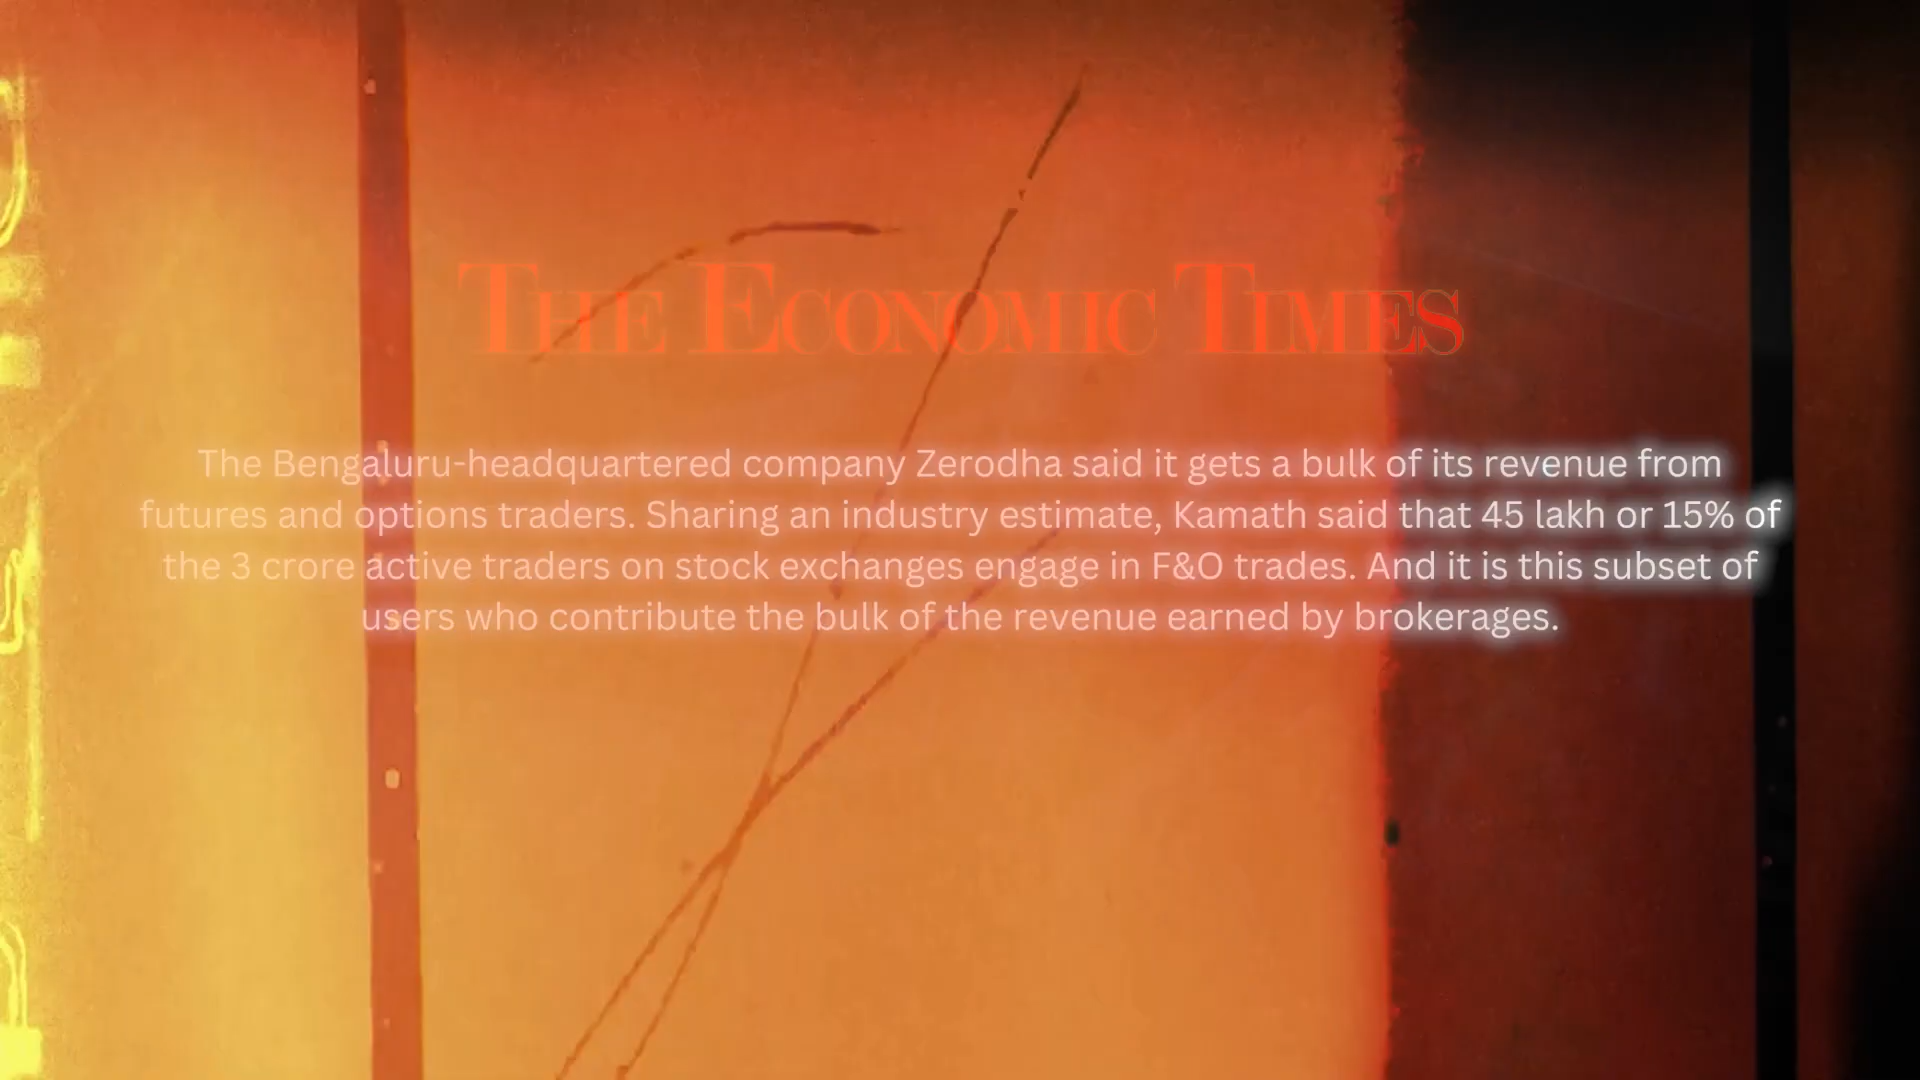 THE ECONOMIC TIMES
The Bengaluru-headquartered company Zerodha said it gets a bulk of its revenue from
futures and options traders. Sharing an industry estimate, Kamath said that 45 lakh or 15% of
the 3 crore active traders on stock exchanges engage in F&O trades. And it is this subset of
users who contribute the bulk of the revenue earned by brokerages.